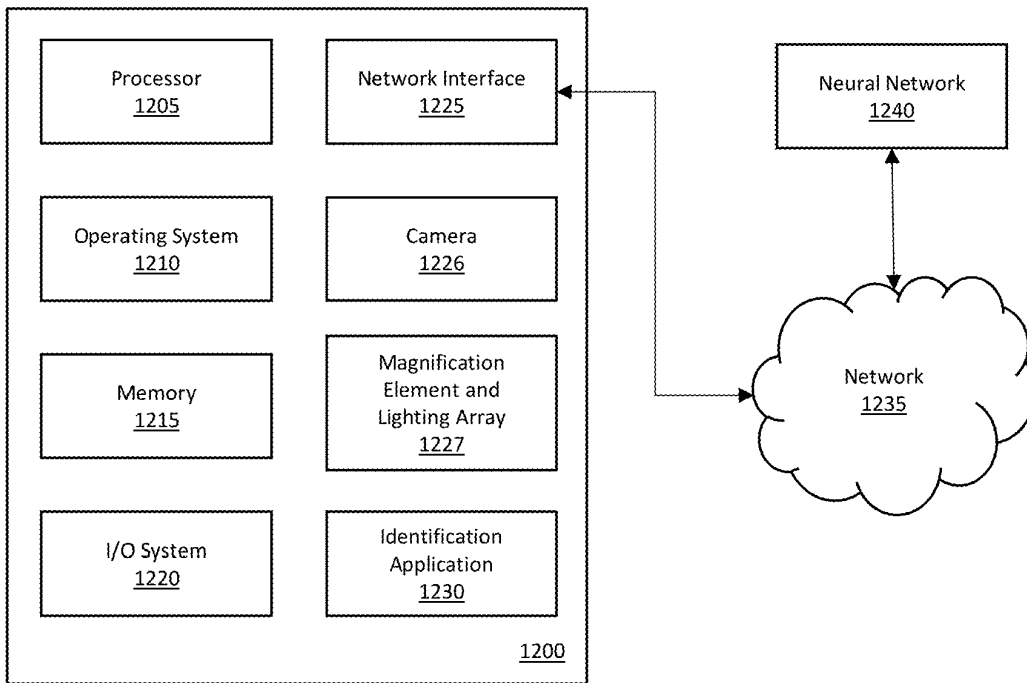 Processor
1205
Network Interface
1225
Neural Network
1240
Operating System
1210
Camera
1226
Memory
1215
Magnification
Element and
Lighting Array
1227
Network
1235
I/O System
1220
Identification
Application
1230
1200